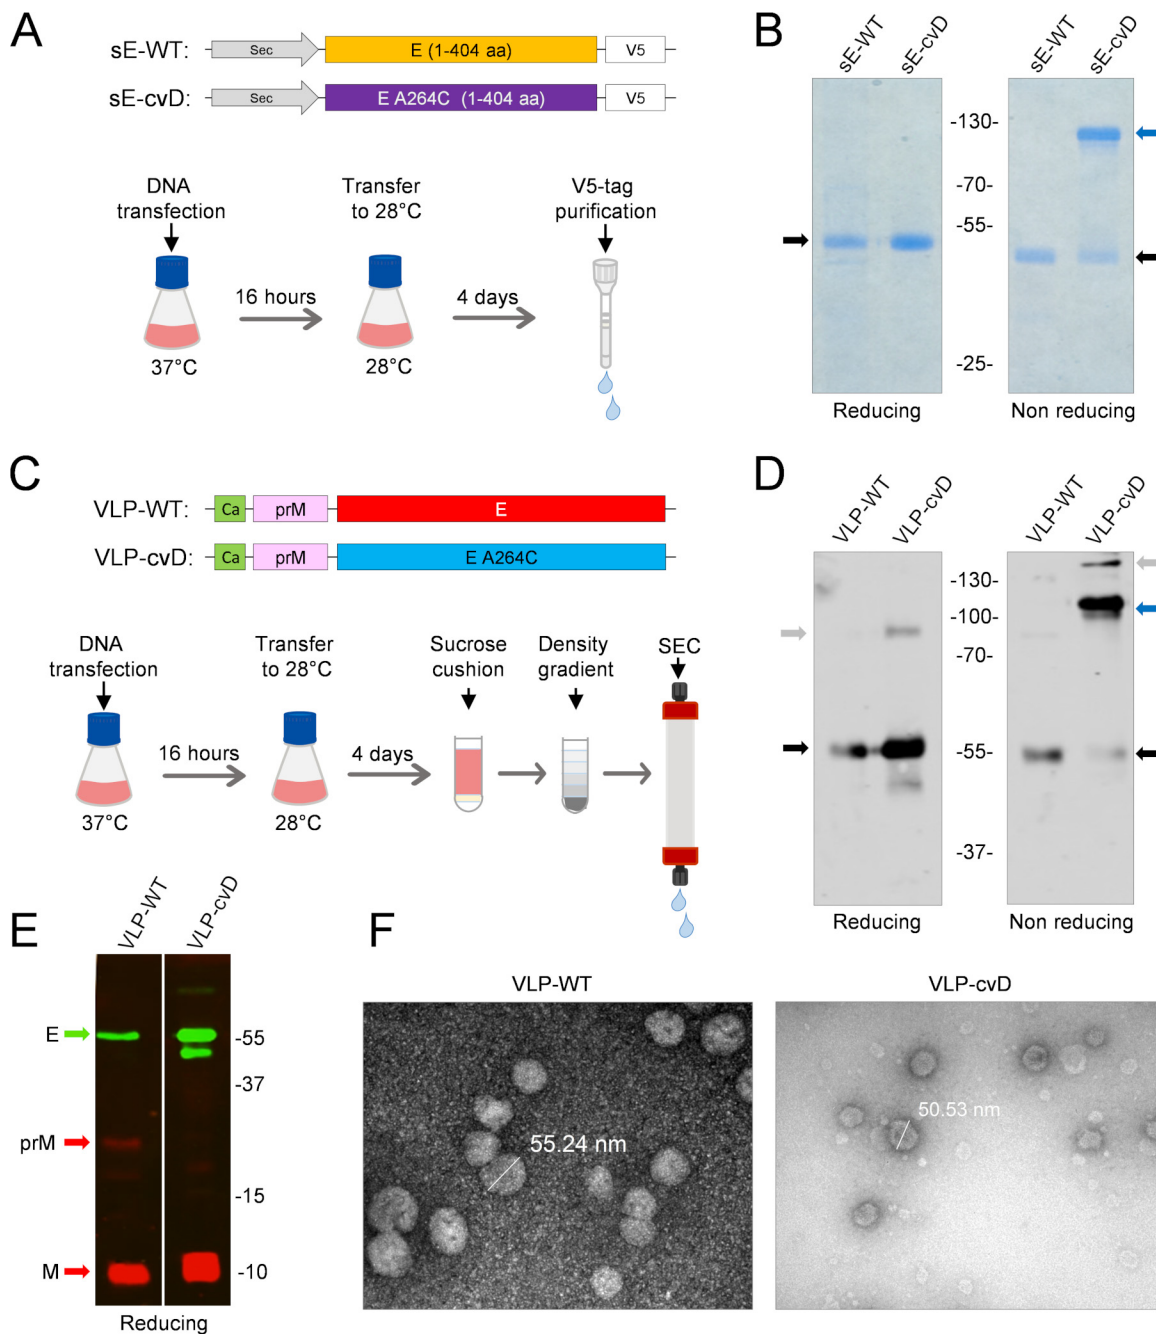 A
sE-WT:
Sec
E (1-404 aa)
V5
sE-cvD:
Sec
E A264C (1-404 aa)
V5
DNA
transfection
Transfer
to 28°C
V5-tag
purification
16 hours
4 days
37°C
28°C
B
sE-WT
sE-cvD
sE-WT
sE-cvD
-130-
-70-
-55-
-25-
Reducing
Non reducing
C
VLP-WT:
Ca
prM
E
VLP-cvD:
Ca
prM
E A264C
DNA
transfection
Transfer
to 28°C
Sucrose
cushion
Density
gradient
SEC
16 hours
4 days
37°C
28°C
D
VLP-WT
VLP-cvD
VLP-WT
VLP-cvD
-130-
-100-
-70-
-55-
-37-
Reducing
Non reducing
E
VLP-WT
VLP-cvD
E
prM
M
-55
-37
-15
-10
Reducing
F
VLP-WT
VLP-cvD
55.24 nm
50.53 nm